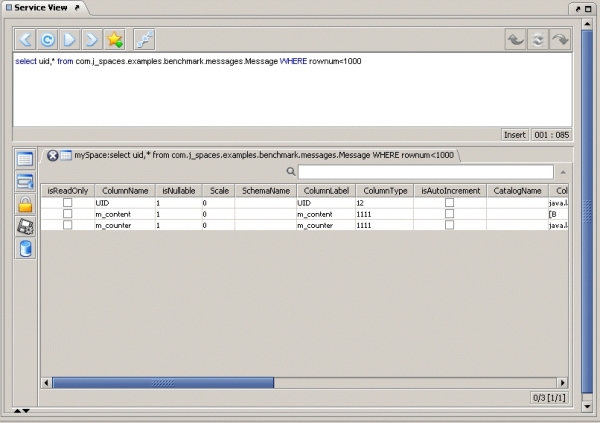 Service View
select uid,* from com.j_spaces.examples.benchmark.messages.Message WHERE rownum<1000
Insert 001 : 085
mySpace:select uid,* from com.j_spaces.examples.benchmark.messages.Message WHERE rownum<1000
isReadOnly ColumnName isNullable Scale SchemaName ColumnLabel ColumnType isAutoIncrement CatalogName Col
UID 1 0 UID 12 java.l
m_content 1 0 m_content 1111 [B
m_counter 1 0 m_counter 1111 java.l
0/3 [1/1]